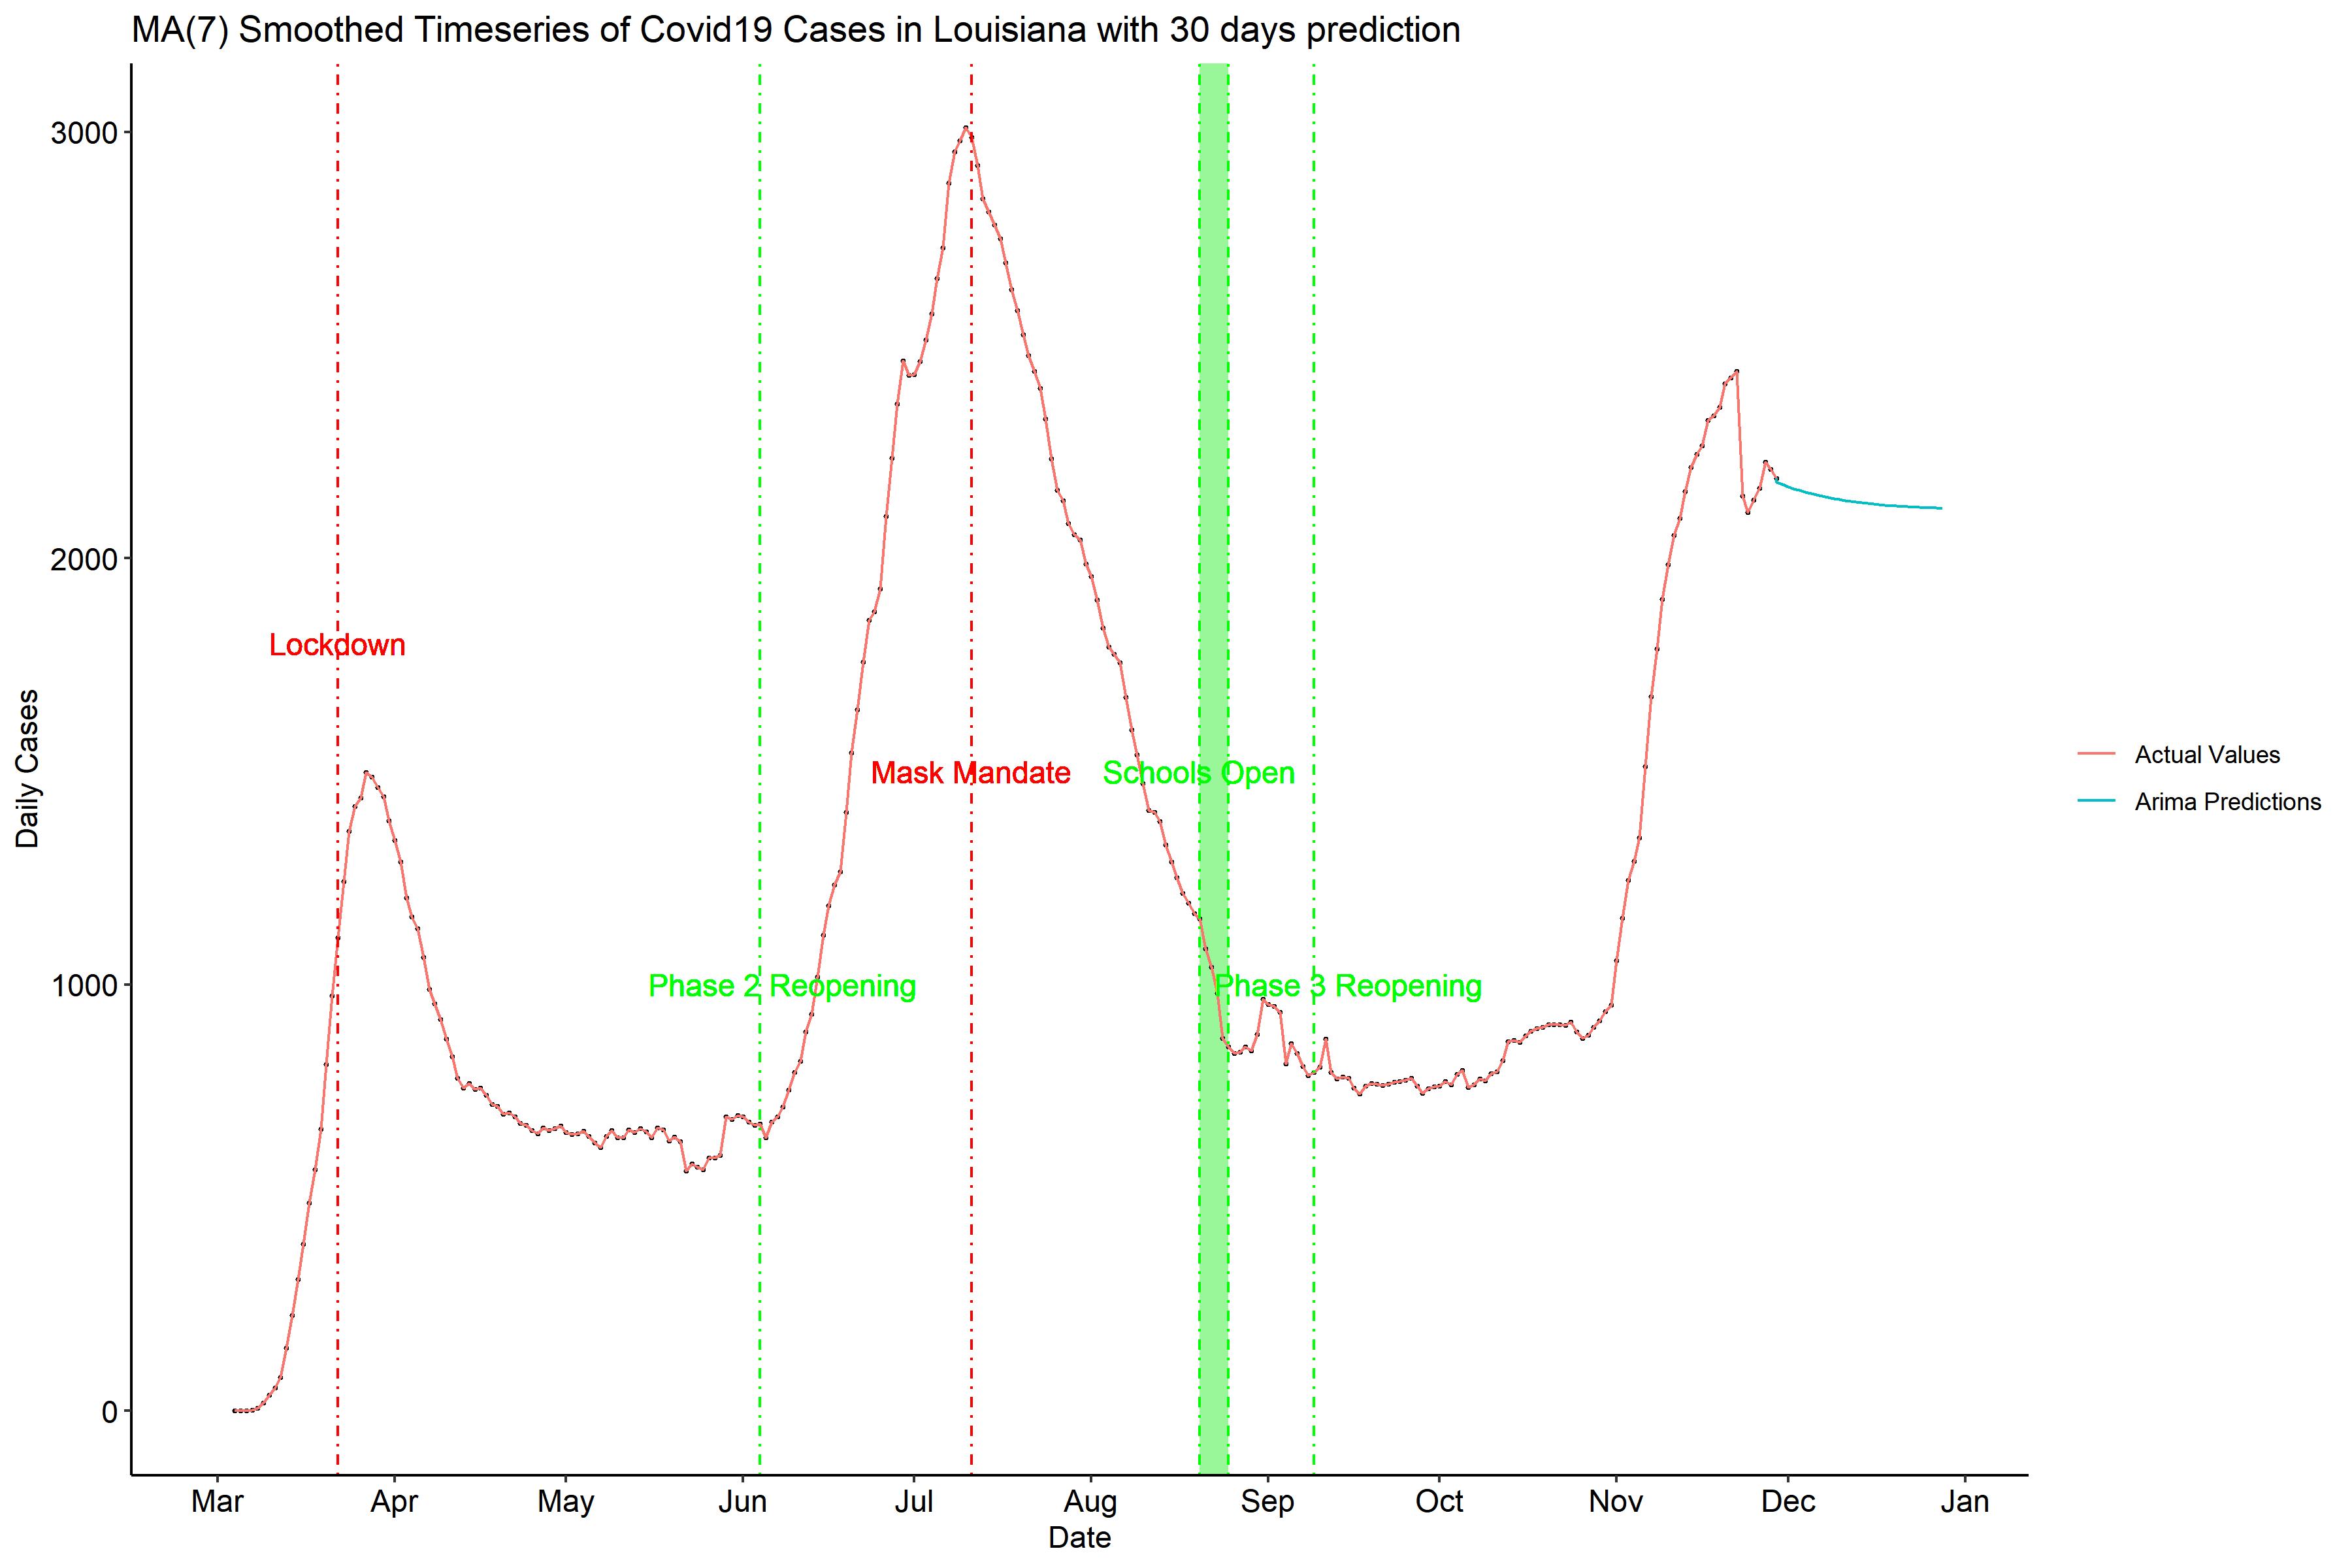 MA(7) Smoothed Timeseries of Covid19 Cases in Louisiana with 30 days prediction
3000
2000
1000
0
Daily Cases
Lockdown
Mask Mandate
Schools Open
Phase 2 Reopening
Phase 3 Reopening
Actual Values
Arima Predictions
Mar Apr May Jun Jul Aug Sep Oct Nov Dec Jan
Date